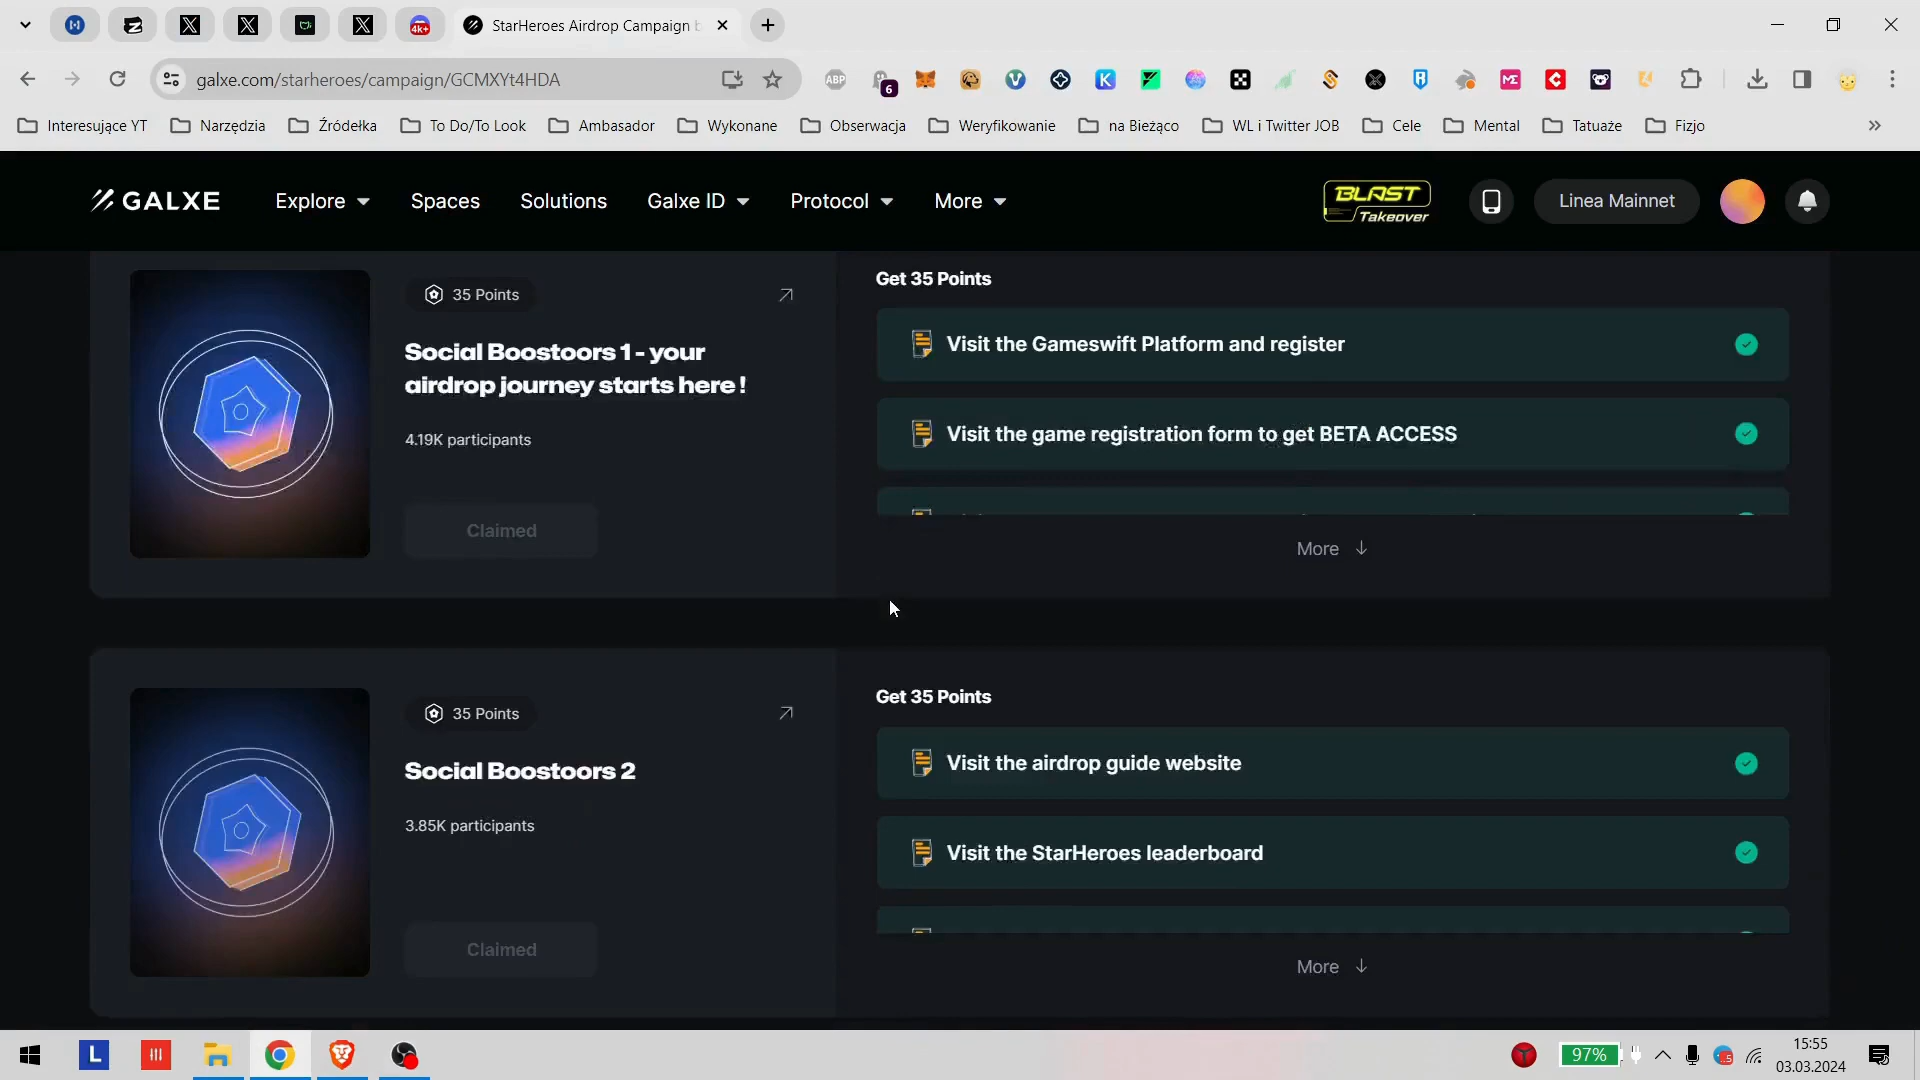 StarHeroes Airdrop Campaign
galxe.com/starheroes/campaign/GCMXYt4HDA
4k+
ABP
6
Interesujące YT
Narzędzia
Źródełka
To Do/To Look
Ambasador
Wykonane
Obserwacja
Weryfikowanie
na Bieżąco
WL i Twitter JOB
Cele
Mental
Tatuaże
Fizjo
GALXE
Explore
Spaces
Solutions
Galxe ID
Protocol
More
BLAST
Takeover
Linea Mainnet
35 Points
Social Boostoors 1 - your
airdrop journey starts here !
4.19K participants
Claimed
Get 35 Points
Visit the Gameswift Platform and register
Visit the game registration form to get BETA ACCESS
More
35 Points
Social Boostoors 2
3.85K participants
Claimed
Get 35 Points
Visit the airdrop guide website
Visit the StarHeroes leaderboard
More
L
97%
15:55
03.03.2024